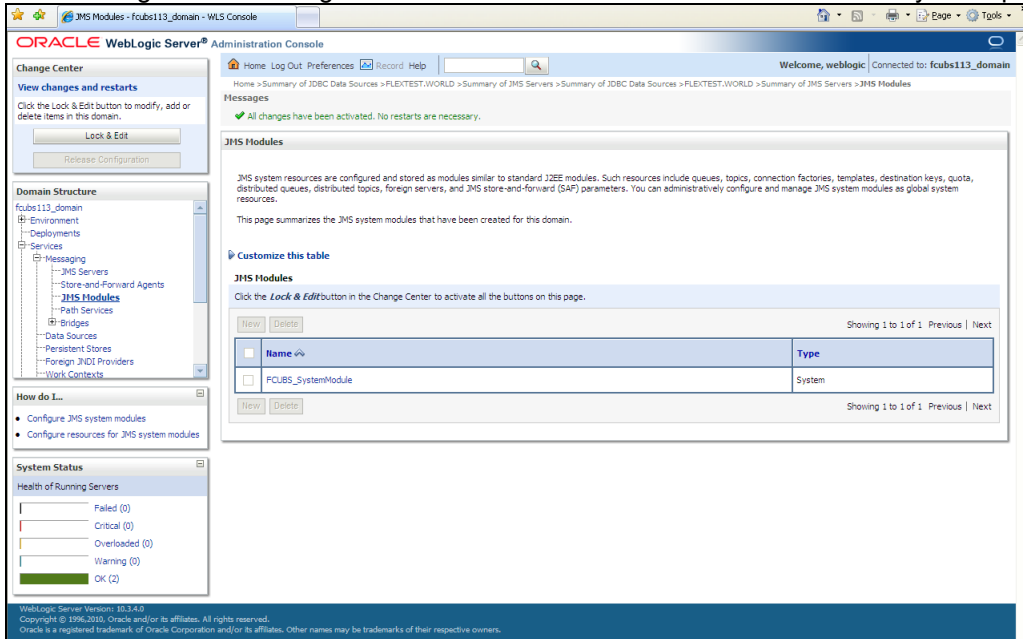 JMS Modules - fcubs113_domain - WLS Console
Page Tools
ORACLE WebLogic Server® Administration Console
Change Center
View changes and restarts
Click the Lock & Edit button to modify, add or
delete items in this domain.
Lock & Edit
Release Configuration
Domain Structure
fcubs113_domain
Environment
Deployments
Services
Messaging
JMS Servers
Store-and-Forward Agents
JMS Modules
Path Services
Bridges
Data Sources
Persistent Stores
Foreign JNDI Providers
Work Contexts
How do I...
Configure JMS system modules
Configure resources for JMS system modules
System Status
Health of Running Servers
Failed (0)
Critical (0)
Overloaded (0)
Warning (0)
OK (2)
Home Log Out Preferences Record Help
Welcome, weblogic Connected to: fcubs113_domain
Home >Summary of JDBC Data Sources >FLEXTEST.WORLD >Summary of JMS Servers >Summary of JDBC Data Sources >FLEXTEST.WORLD >Summary of JMS Servers >JMS Modules
Messages
All changes have been activated. No restarts are necessary.
JMS Modules
JMS system resources are configured and stored as modules similar to standard J2EE modules. Such resources include queues, topics, connection factories, templates, destination keys, quota,
distributed queues, distributed topics, foreign servers, and JMS store-and-forward (SAF) parameters. You can administratively configure and manage JMS system modules as global system
resources.
This page summarizes the JMS system modules that have been created for this domain.
Customize this table
JMS Modules
Click the Lock & Edit button in the Change Center to activate all the buttons on this page.
New Delete
Showing 1 to 1 of 1 Previous | Next
Name Type
FCUBS_SystemModule System
New Delete
Showing 1 to 1 of 1 Previous | Next
WebLogic Server Version: 10.3.4.0
Copyright © 1996,2010, Oracle and/or its affiliates. All rights reserved.
Oracle is a registered trademark of Oracle Corporation and/or its affiliates. Other names may be trademarks of their respective owners.